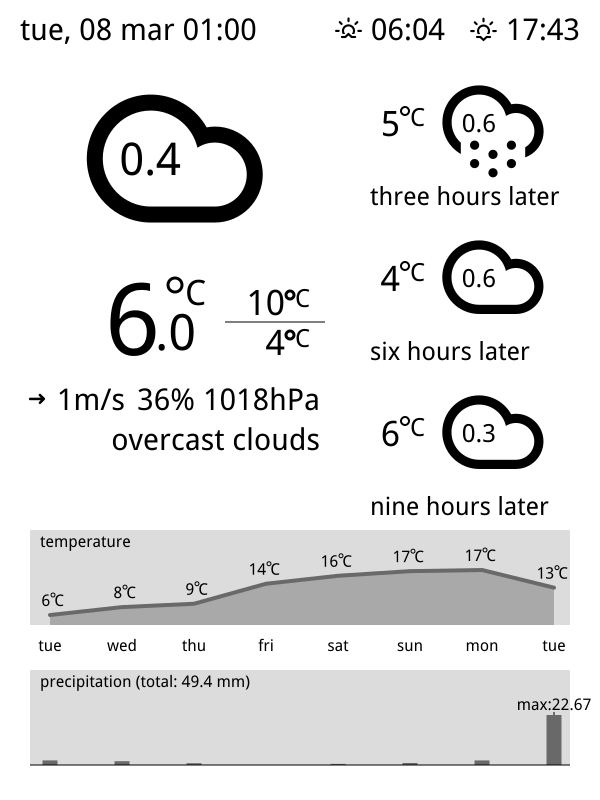 tue, 08 mar 01:00 06:04 17:43
0.4
5℃ 0.6
three hours later
4℃ 0.6
six hours later
6.0℃ 10℃
4℃
→ 1m/s 36% 1018hPa
overcast clouds
6℃ 0.3
nine hours later
temperature
6℃ 8℃ 9℃ 14℃ 16℃ 17℃ 17℃ 13℃
tue wed thu fri sat sun mon tue
precipitation (total: 49.4 mm)
max:22.67